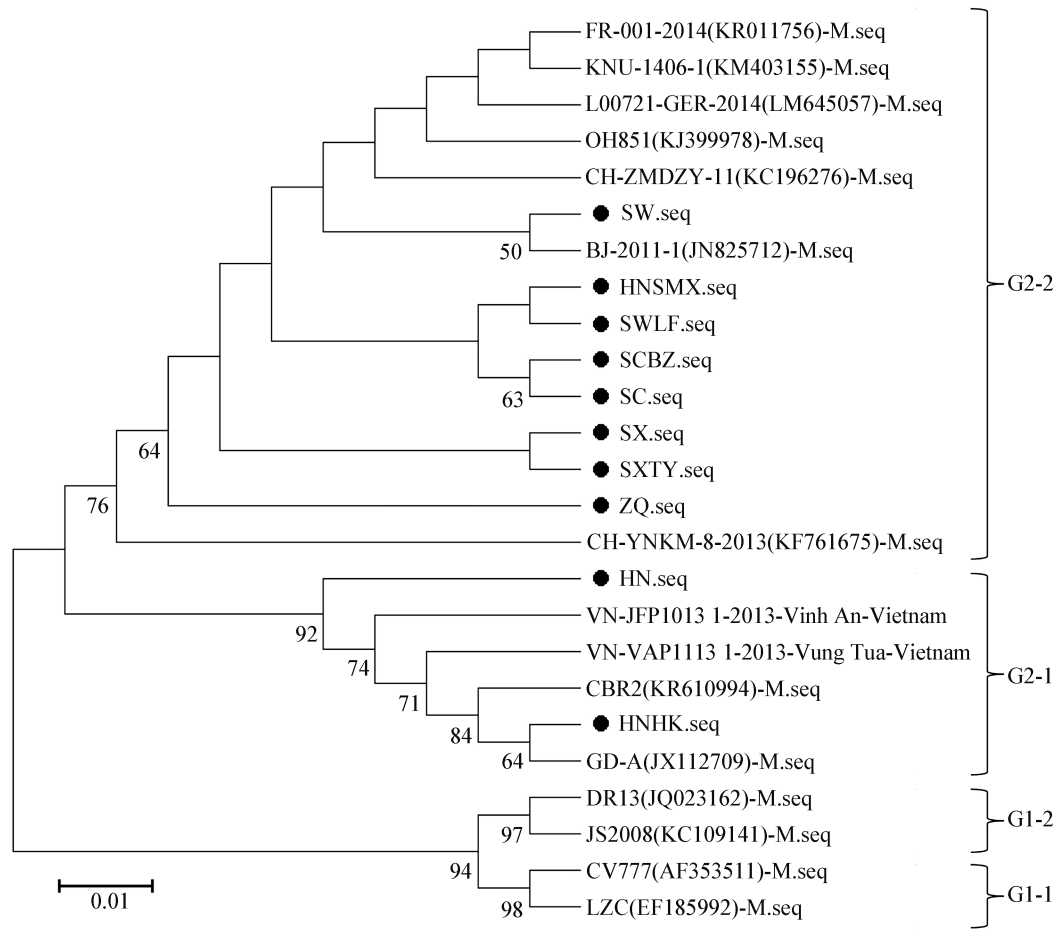 FR-001-2014(KR011756)-M.seq
KNU-1406-1(KM403155)-M.seq
L00721-GER-2014(LM645057)-M.seq
OH851(KJ399978)-M.seq
CH-ZMDZY-11(KC196276)-M.seq
SW.seq
50
BJ-2011-1(JN825712)-M.seq
HNSMX.seq
G2-2
SWLF.seq
SCBZ.seq
63
SC.seq
SX.seq
64
SXTY.seq
76
ZQ.seq
CH-YNKM-8-2013(KF761675)-M.seq
HN.seq
92
VN-JFP1013 1-2013-Vinh An-Vietnam
74
VN-VAP1113 1-2013-Vung Tua-Vietnam
G2-1
71
CBR2(KR610994)-M.seq
84
HNHK.seq
64
GD-A(JX112709)-M.seq
DR13(JQ023162)-M.seq
G1-2
97
JS2008(KC109141)-M.seq
94
CV777(AF353511)-M.seq
G1-1
98
LZC(EF185992)-M.seq
0.01